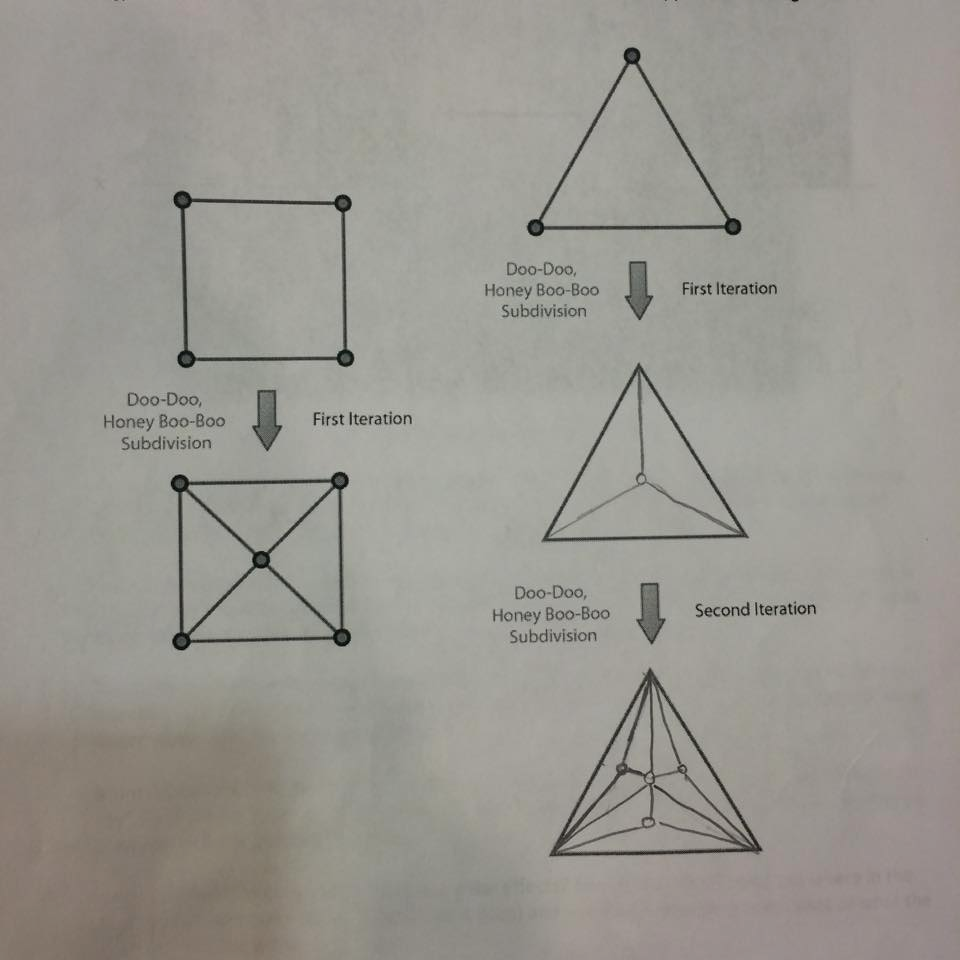 Doo-Doo,
Honey Boo-Boo
Subdivision
First Iteration
Doo-Doo,
Honey Boo-Boo
Subdivision
First Iteration
Doo-Doo,
Honey Boo-Boo
Subdivision
Second Iteration